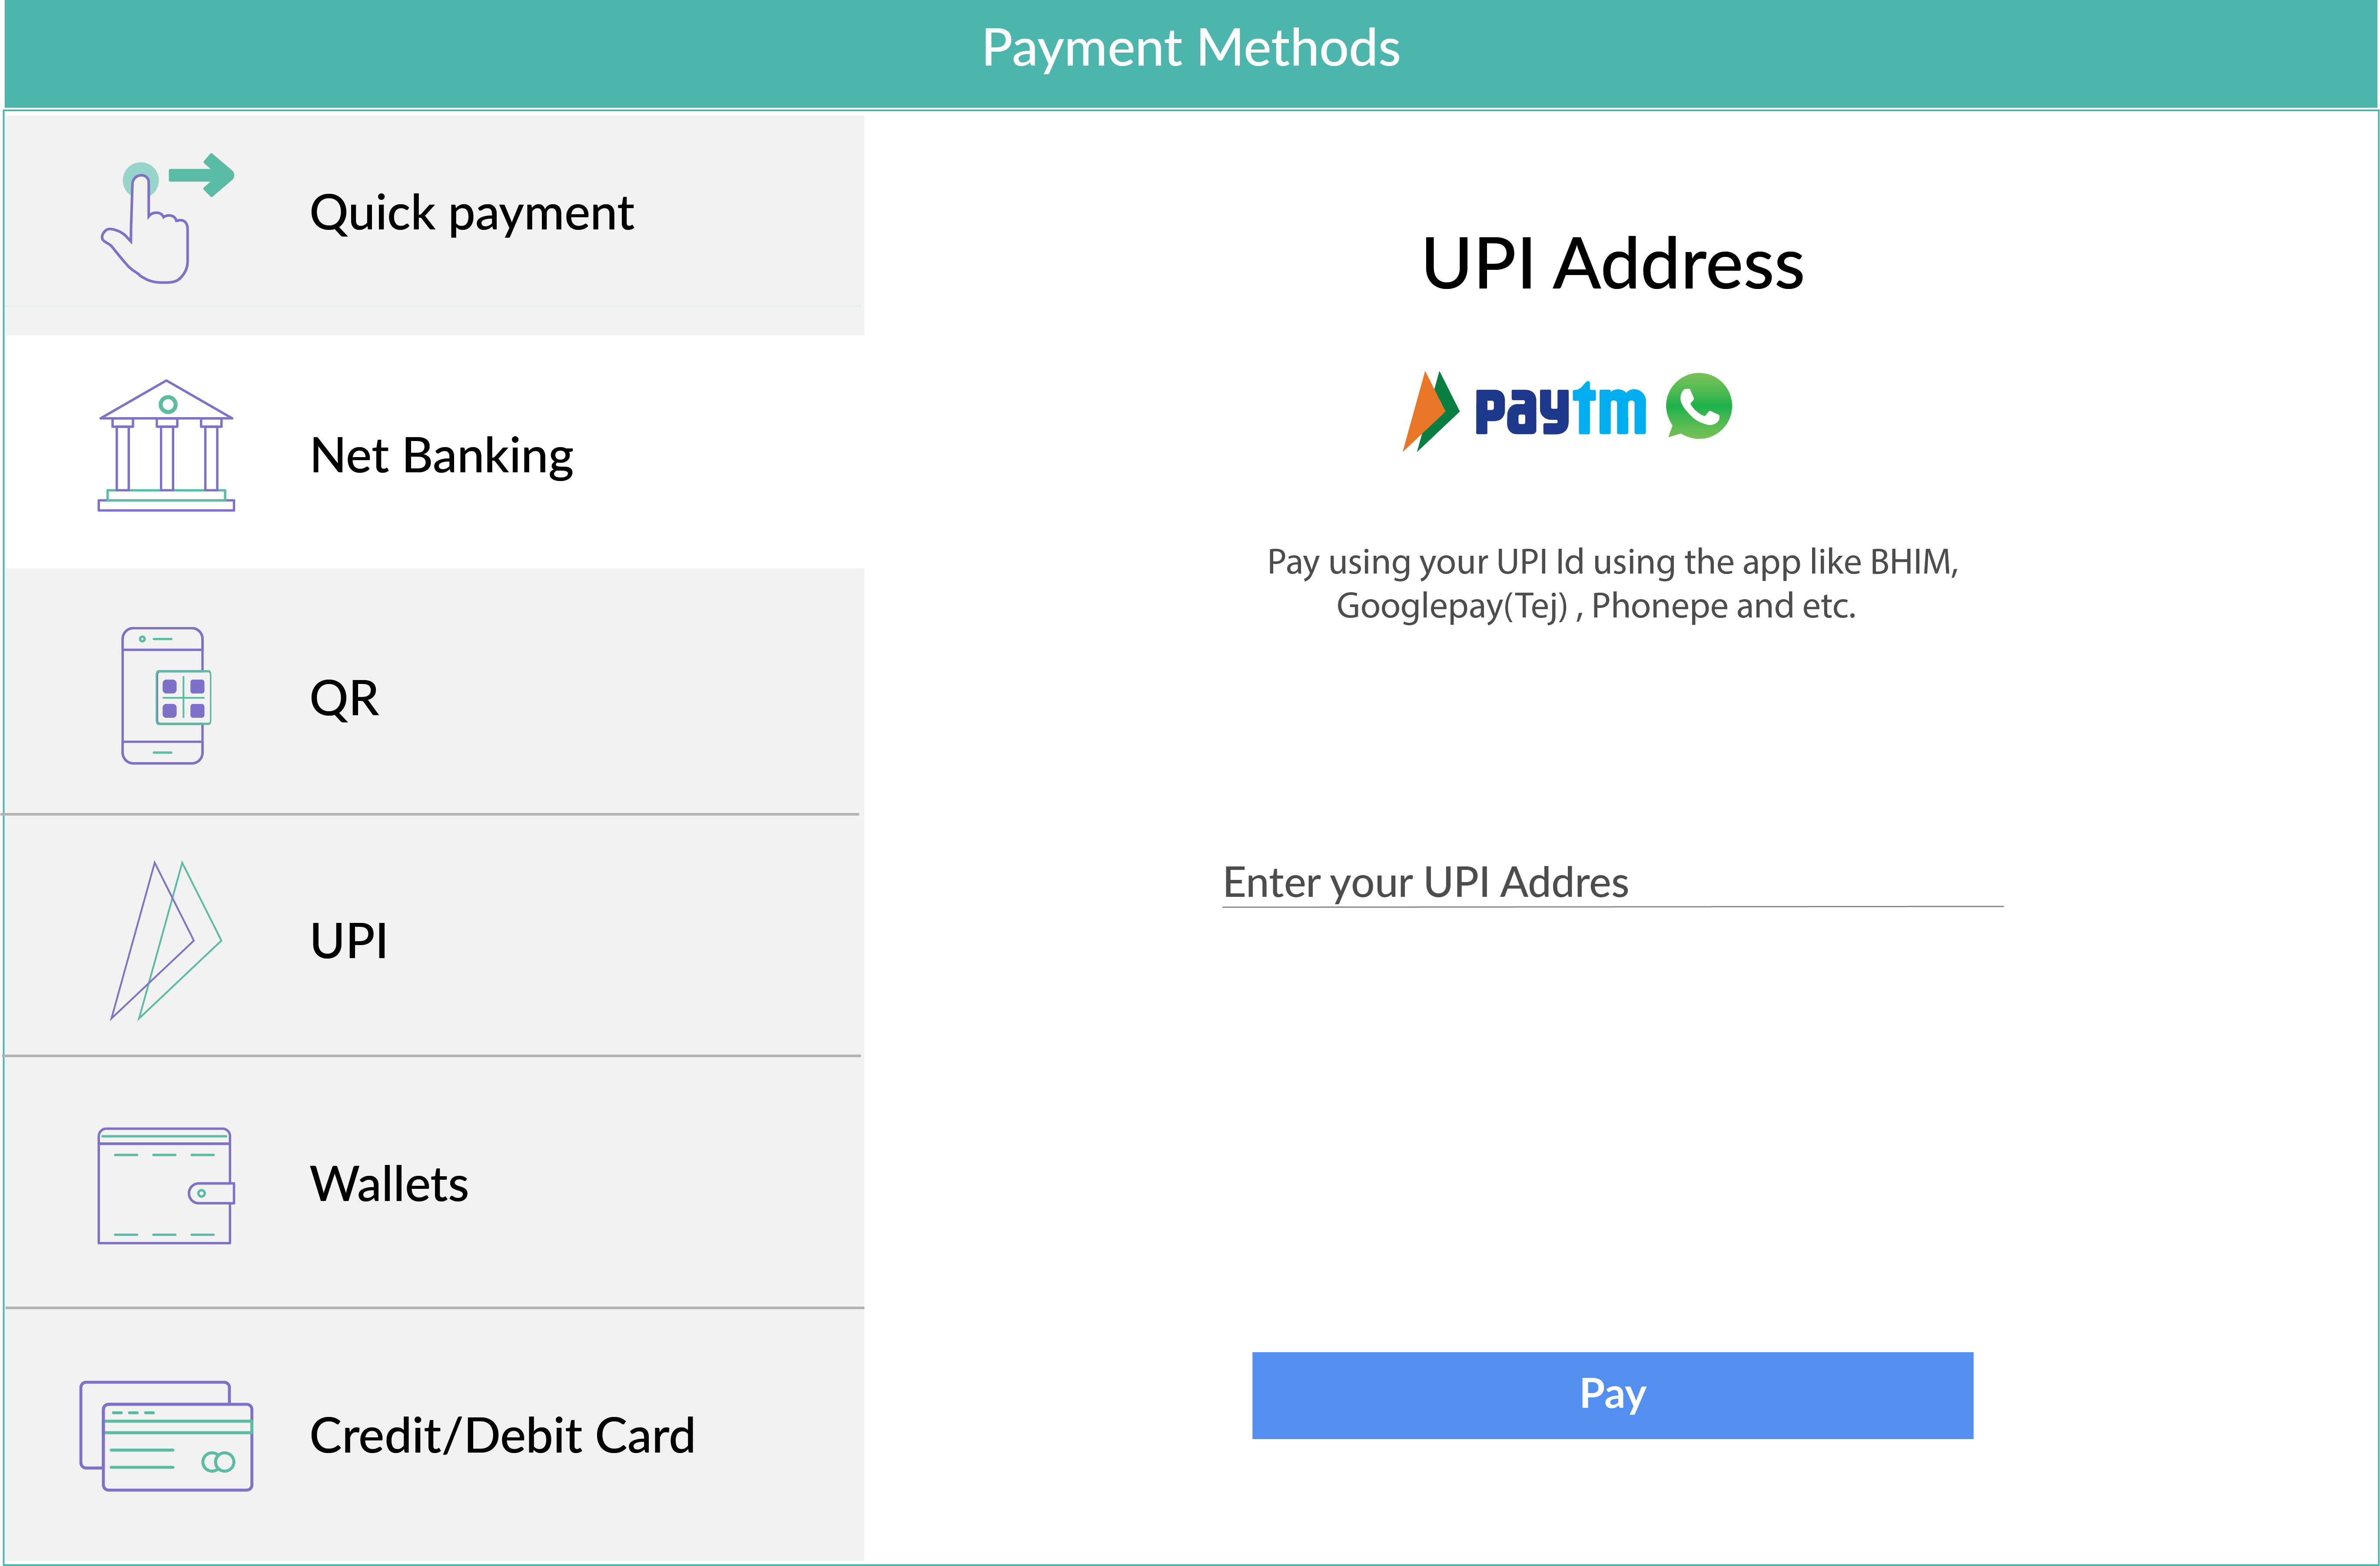 Payment Methods
Quick payment
Net Banking
QR
UPI
Wallets
Credit/Debit Card
UPI Address
paytm
Pay using your UPI Id using the app like BHIM,
Googlepay(Tej) , Phonepe and etc.
Enter your UPI Addres
Pay